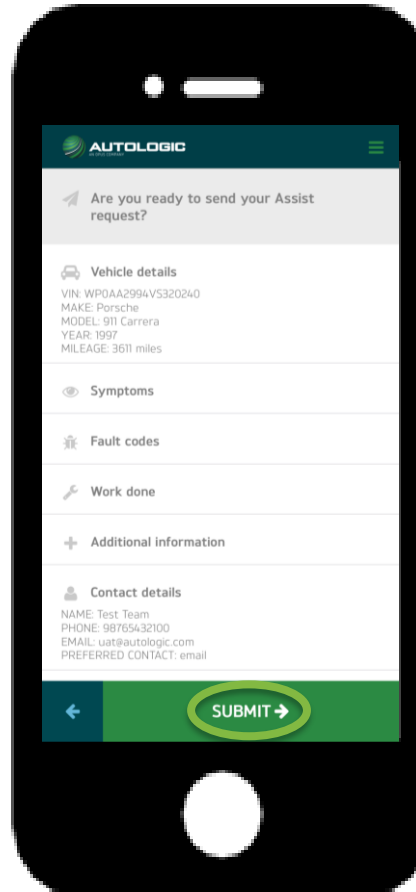 AUTOLOGIC
AN OPUS COMPANY
Are you ready to send your Assist
request?
Vehicle details
VIN: WP0AA2994VS320240
MAKE: Porsche
MODEL: 911 Carrera
YEAR: 1997
MILEAGE: 3611 miles
Symptoms
Fault codes
Work done
Additional information
Contact details
NAME: Test Team
PHONE: 98765432100
EMAIL: uat@autologic.com
PREFERRED CONTACT: email
SUBMIT